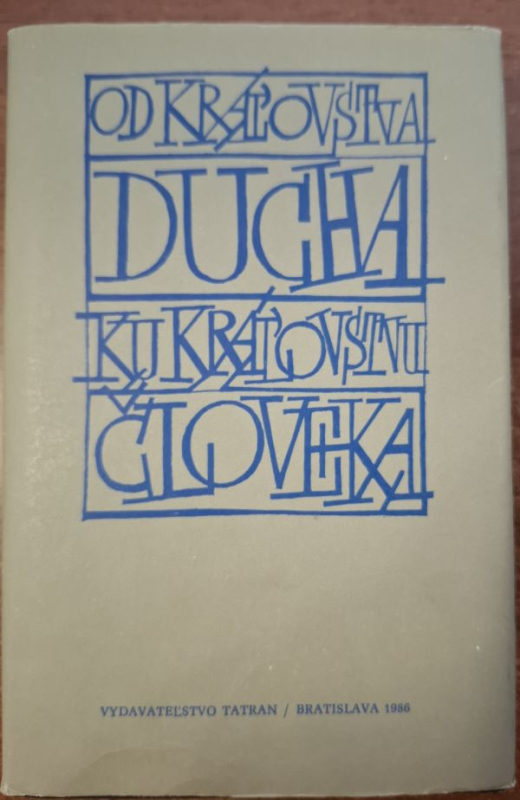 OD KRÁĽOVSTVA
DUCHA
KU KRÁĽOVSTVU
ČLOVEKA
VYDAVATEĽSTVO TATRAN / BRATISLAVA 1986